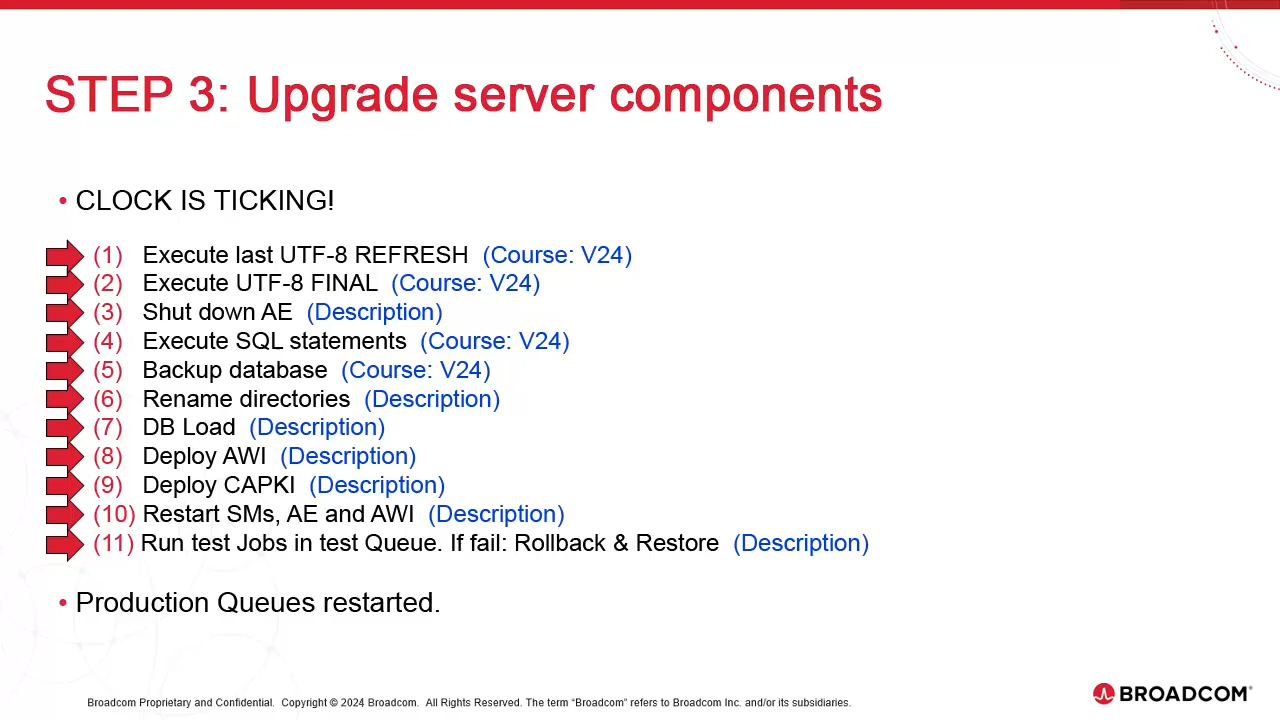 STEP 3: Upgrade server components
• CLOCK IS TICKING!
(1) Execute last UTF-8 REFRESH (Course: V24)
(2) Execute UTF-8 FINAL (Course: V24)
(3) Shut down AE (Description)
(4) Execute SQL statements (Course: V24)
(5) Backup database (Course: V24)
(6) Rename directories (Description)
(7) DB Load (Description)
(8) Deploy AWI (Description)
(9) Deploy CAPKI (Description)
(10) Restart SMs, AE and AWI (Description)
(11) Run test Jobs in test Queue. If fail: Rollback & Restore (Description)
• Production Queues restarted.
Broadcom Proprietary and Confidential. Copyright © 2024 Broadcom. All Rights Reserved. The term “Broadcom” refers to Broadcom Inc. and/or its subsidiaries.
BROADCOM®